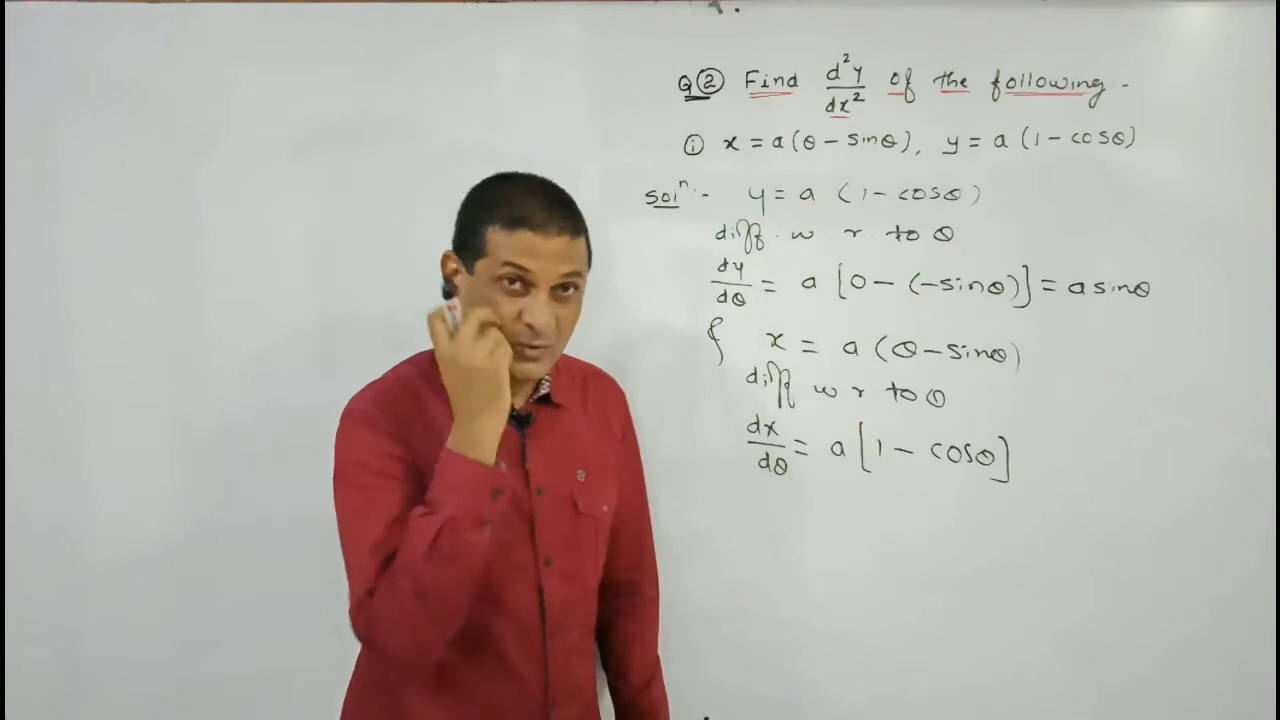 Q② Find d²y/dx² of the following -
① x = a(θ - sinθ), y = a(1 - cosθ)
Solⁿ :- y = a (1 - cosθ)
diff w r to θ
dy/dθ = a [0 - (-sinθ)] = a sinθ
& x = a(θ - sinθ)
diff w r to θ
dx/dθ = a[1 - cosθ]